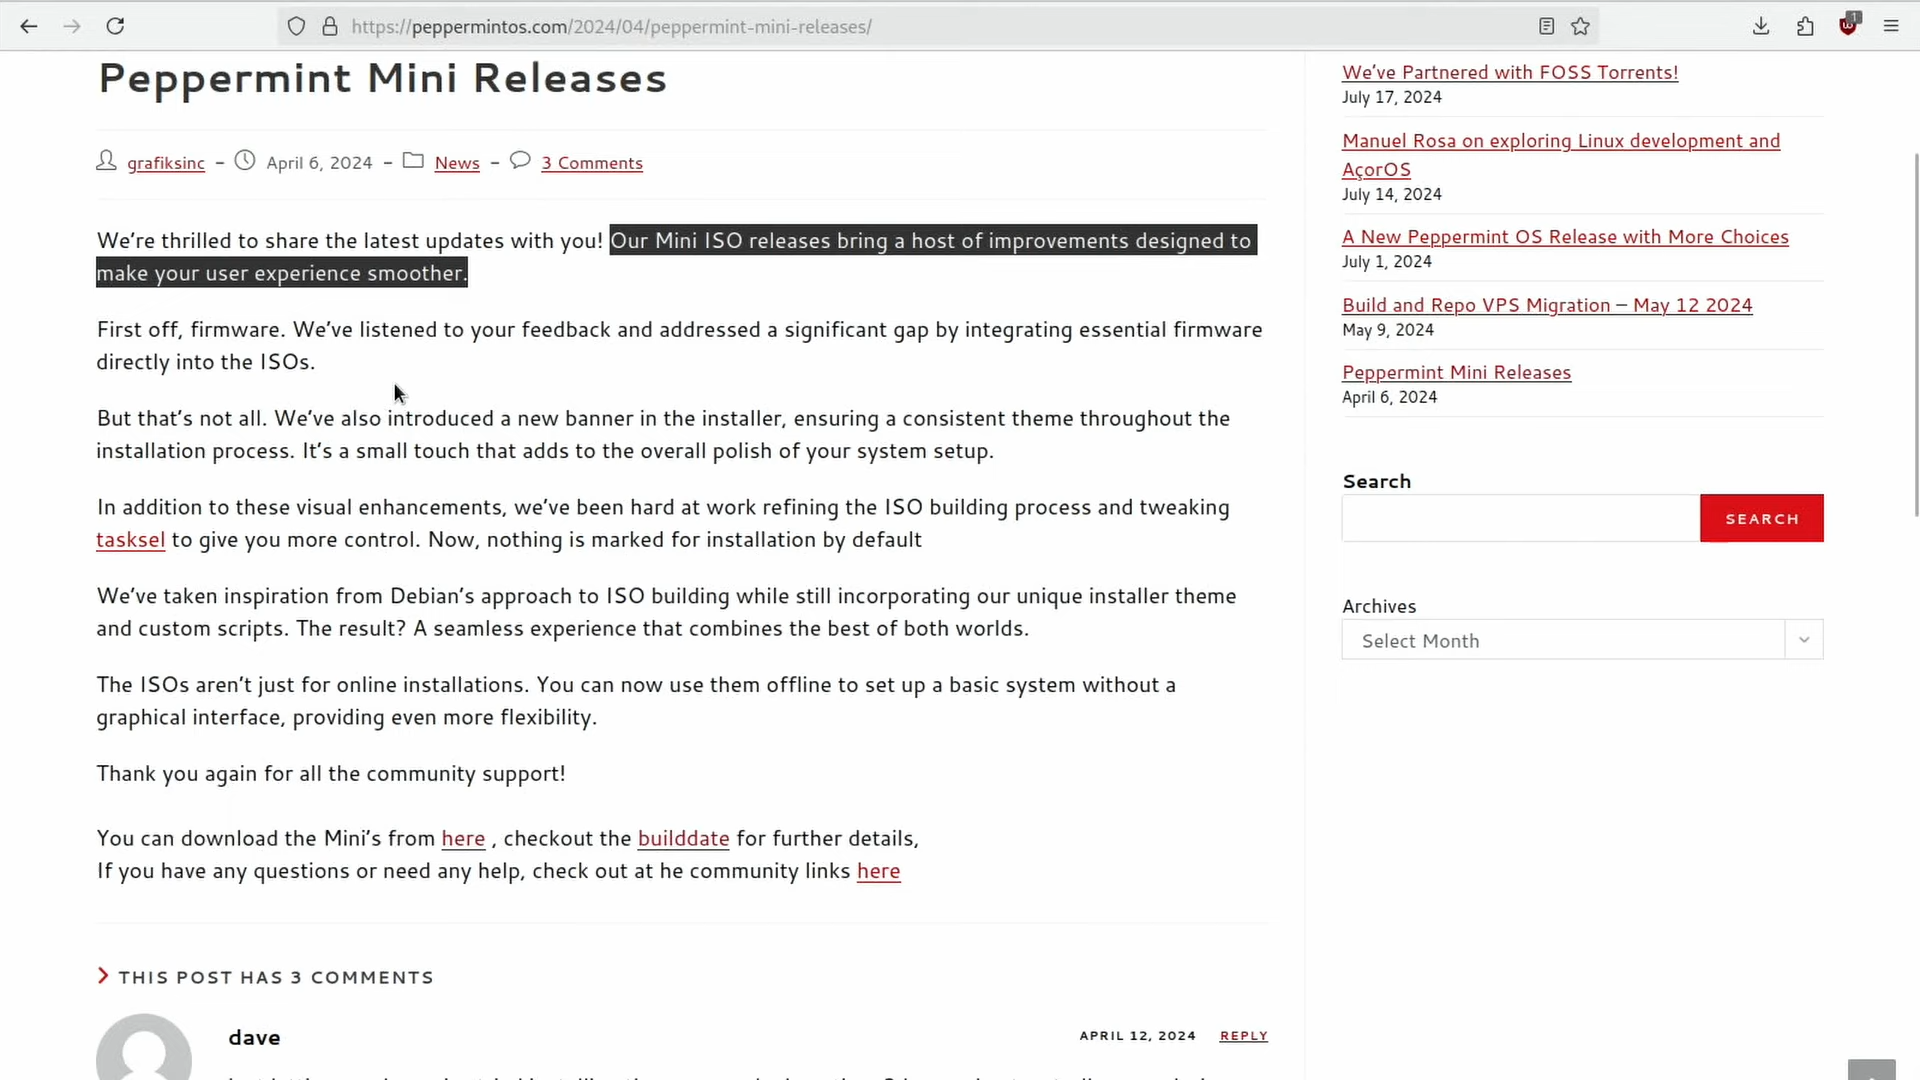 https://peppermintos.com/2024/04/peppermint-mini-releases/
1
Peppermint Mini Releases
grafiksinc – April 6, 2024 – News – 3 Comments
We’re thrilled to share the latest updates with you! Our Mini ISO releases bring a host of improvements designed to
make your user experience smoother.
First off, firmware. We’ve listened to your feedback and addressed a significant gap by integrating essential firmware
directly into the ISOs.
But that’s not all. We’ve also introduced a new banner in the installer, ensuring a consistent theme throughout the
installation process. It’s a small touch that adds to the overall polish of your system setup.
In addition to these visual enhancements, we’ve been hard at work refining the ISO building process and tweaking
tasksel to give you more control. Now, nothing is marked for installation by default
We’ve taken inspiration from Debian’s approach to ISO building while still incorporating our unique installer theme
and custom scripts. The result? A seamless experience that combines the best of both worlds.
The ISOs aren’t just for online installations. You can now use them offline to set up a basic system without a
graphical interface, providing even more flexibility.
Thank you again for all the community support!
You can download the Mini’s from here , checkout the builddate for further details,
If you have any questions or need any help, check out at he community links here
THIS POST HAS 3 COMMENTS
dave
APRIL 12, 2024 REPLY
We’ve Partnered with FOSS Torrents!
July 17, 2024
Manuel Rosa on exploring Linux development and
AçorOS
July 14, 2024
A New Peppermint OS Release with More Choices
July 1, 2024
Build and Repo VPS Migration – May 12 2024
May 9, 2024
Peppermint Mini Releases
April 6, 2024
Search
SEARCH
Archives
Select Month